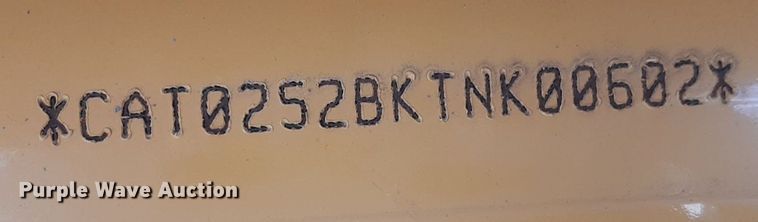 *CAT0252BKTNK00602*
Purple Wave Auction